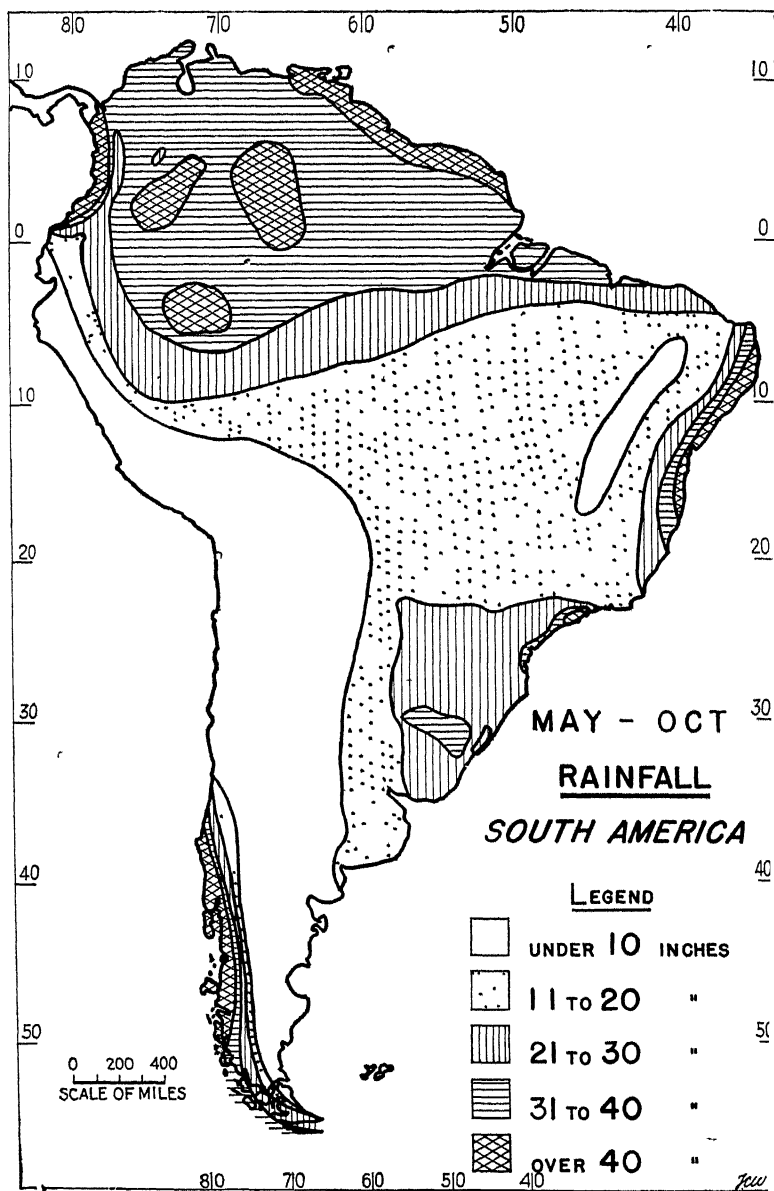 80 70 60 50 40
10 10
0 0
10 10
20 20
30 MAY - OCT 30
RAINFALL
SOUTH AMERICA
40 40
LEGEND
UNDER 10 INCHES
11 TO 20 "
50 21 TO 30 " 50
0 200 400
SCALE OF MILES
31 TO 40 "
OVER 40 "
80 70 60 50 40
JCW